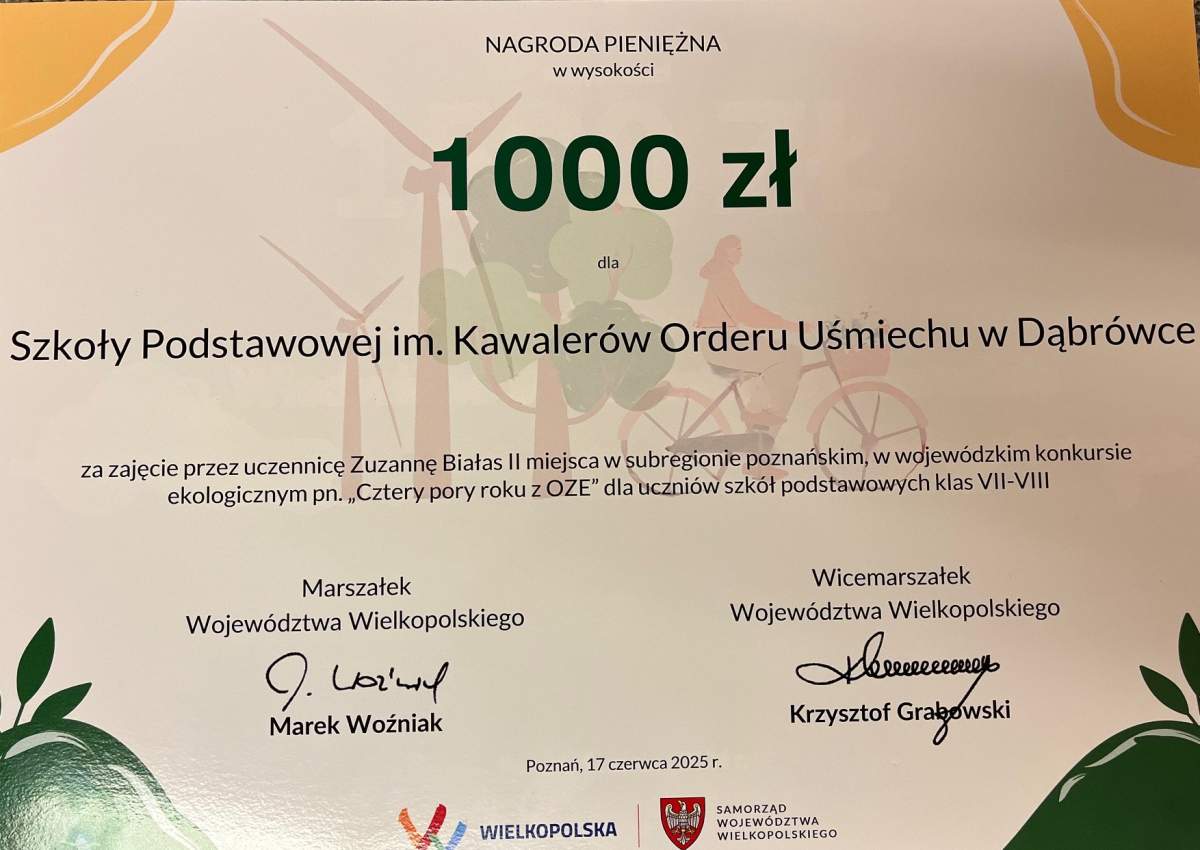 NAGRODA PIENIĘŻNA
w wysokości
1000 zł
dla
Szkoły Podstawowej im. Kawalerów Orderu Uśmiechu w Dąbrówce
za zajęcie przez uczennicę Zuzannę Białas II miejsca w subregionie poznańskim, w wojewódzkim konkursie
ekologicznym pn. „Cztery pory roku z OZE” dla uczniów szkół podstawowych klas VII-VIII
Marszałek
Województwa Wielkopolskiego
J. Woźniak
Marek Woźniak
Wicemarszałek
Województwa Wielkopolskiego
Krzysztof Grabowski
Poznań, 17 czerwca 2025 r.
WIELKOPOLSKA
SAMORZĄD
WOJEWÓDZTWA
WIELKOPOLSKIEGO